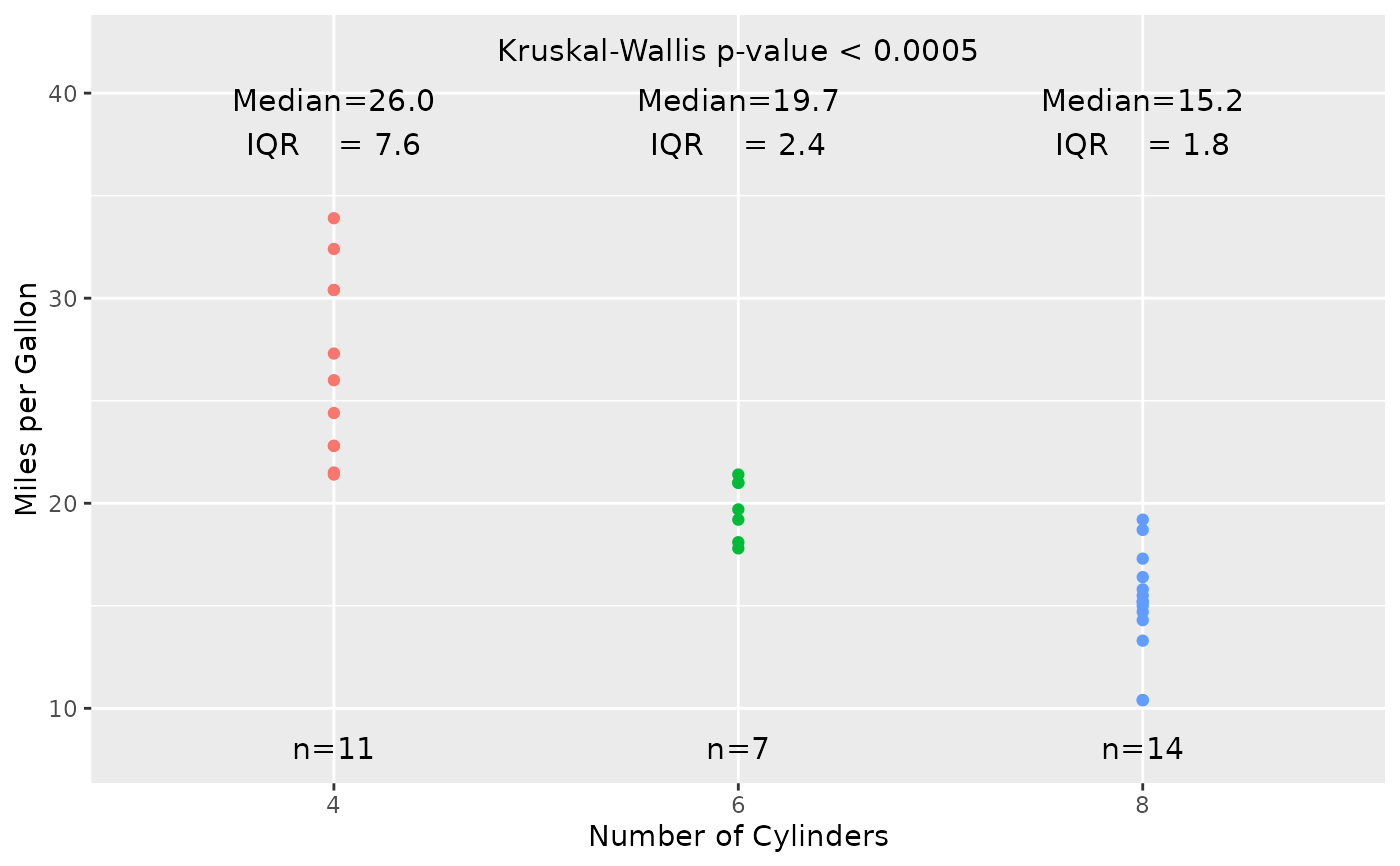 Kruskal-Wallis p-value < 0.0005
40
Median=26.0 Median=19.7 Median=15.2
IQR = 7.6 IQR = 2.4 IQR = 1.8
30
Miles per Gallon
20
10
n=11 n=7 n=14
4 6 8
Number of Cylinders